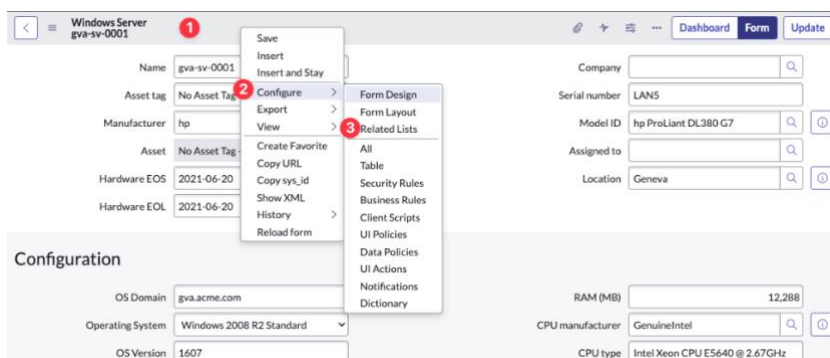 Windows Server
gva-sv-0001
1
Dashboard
Form
Update
Save
Insert
Insert and Stay
2
Configure
Export
View
Create Favorite
Copy URL
Copy sys_id
Show XML
History
Reload form
Form Design
Form Layout
3
Related Lists
All
Table
Security Rules
Business Rules
Client Scripts
UI Policies
Data Policies
UI Actions
Notifications
Dictionary
Name gva-sv-0001
Asset tag No Asset Tag
Manufacturer hp
Asset No Asset Tag -
Hardware EOS 2021-06-20
Hardware EOL 2021-06-20
Company
Serial number LAN5
Model ID hp ProLiant DL380 G7
Assigned to
Location Geneva
Configuration
OS Domain gva.acme.com
Operating System Windows 2008 R2 Standard
OS Version 1607
RAM (MB) 12,288
CPU manufacturer GenuineIntel
CPU type Intel Xeon CPU E5640 @ 2.67GHz